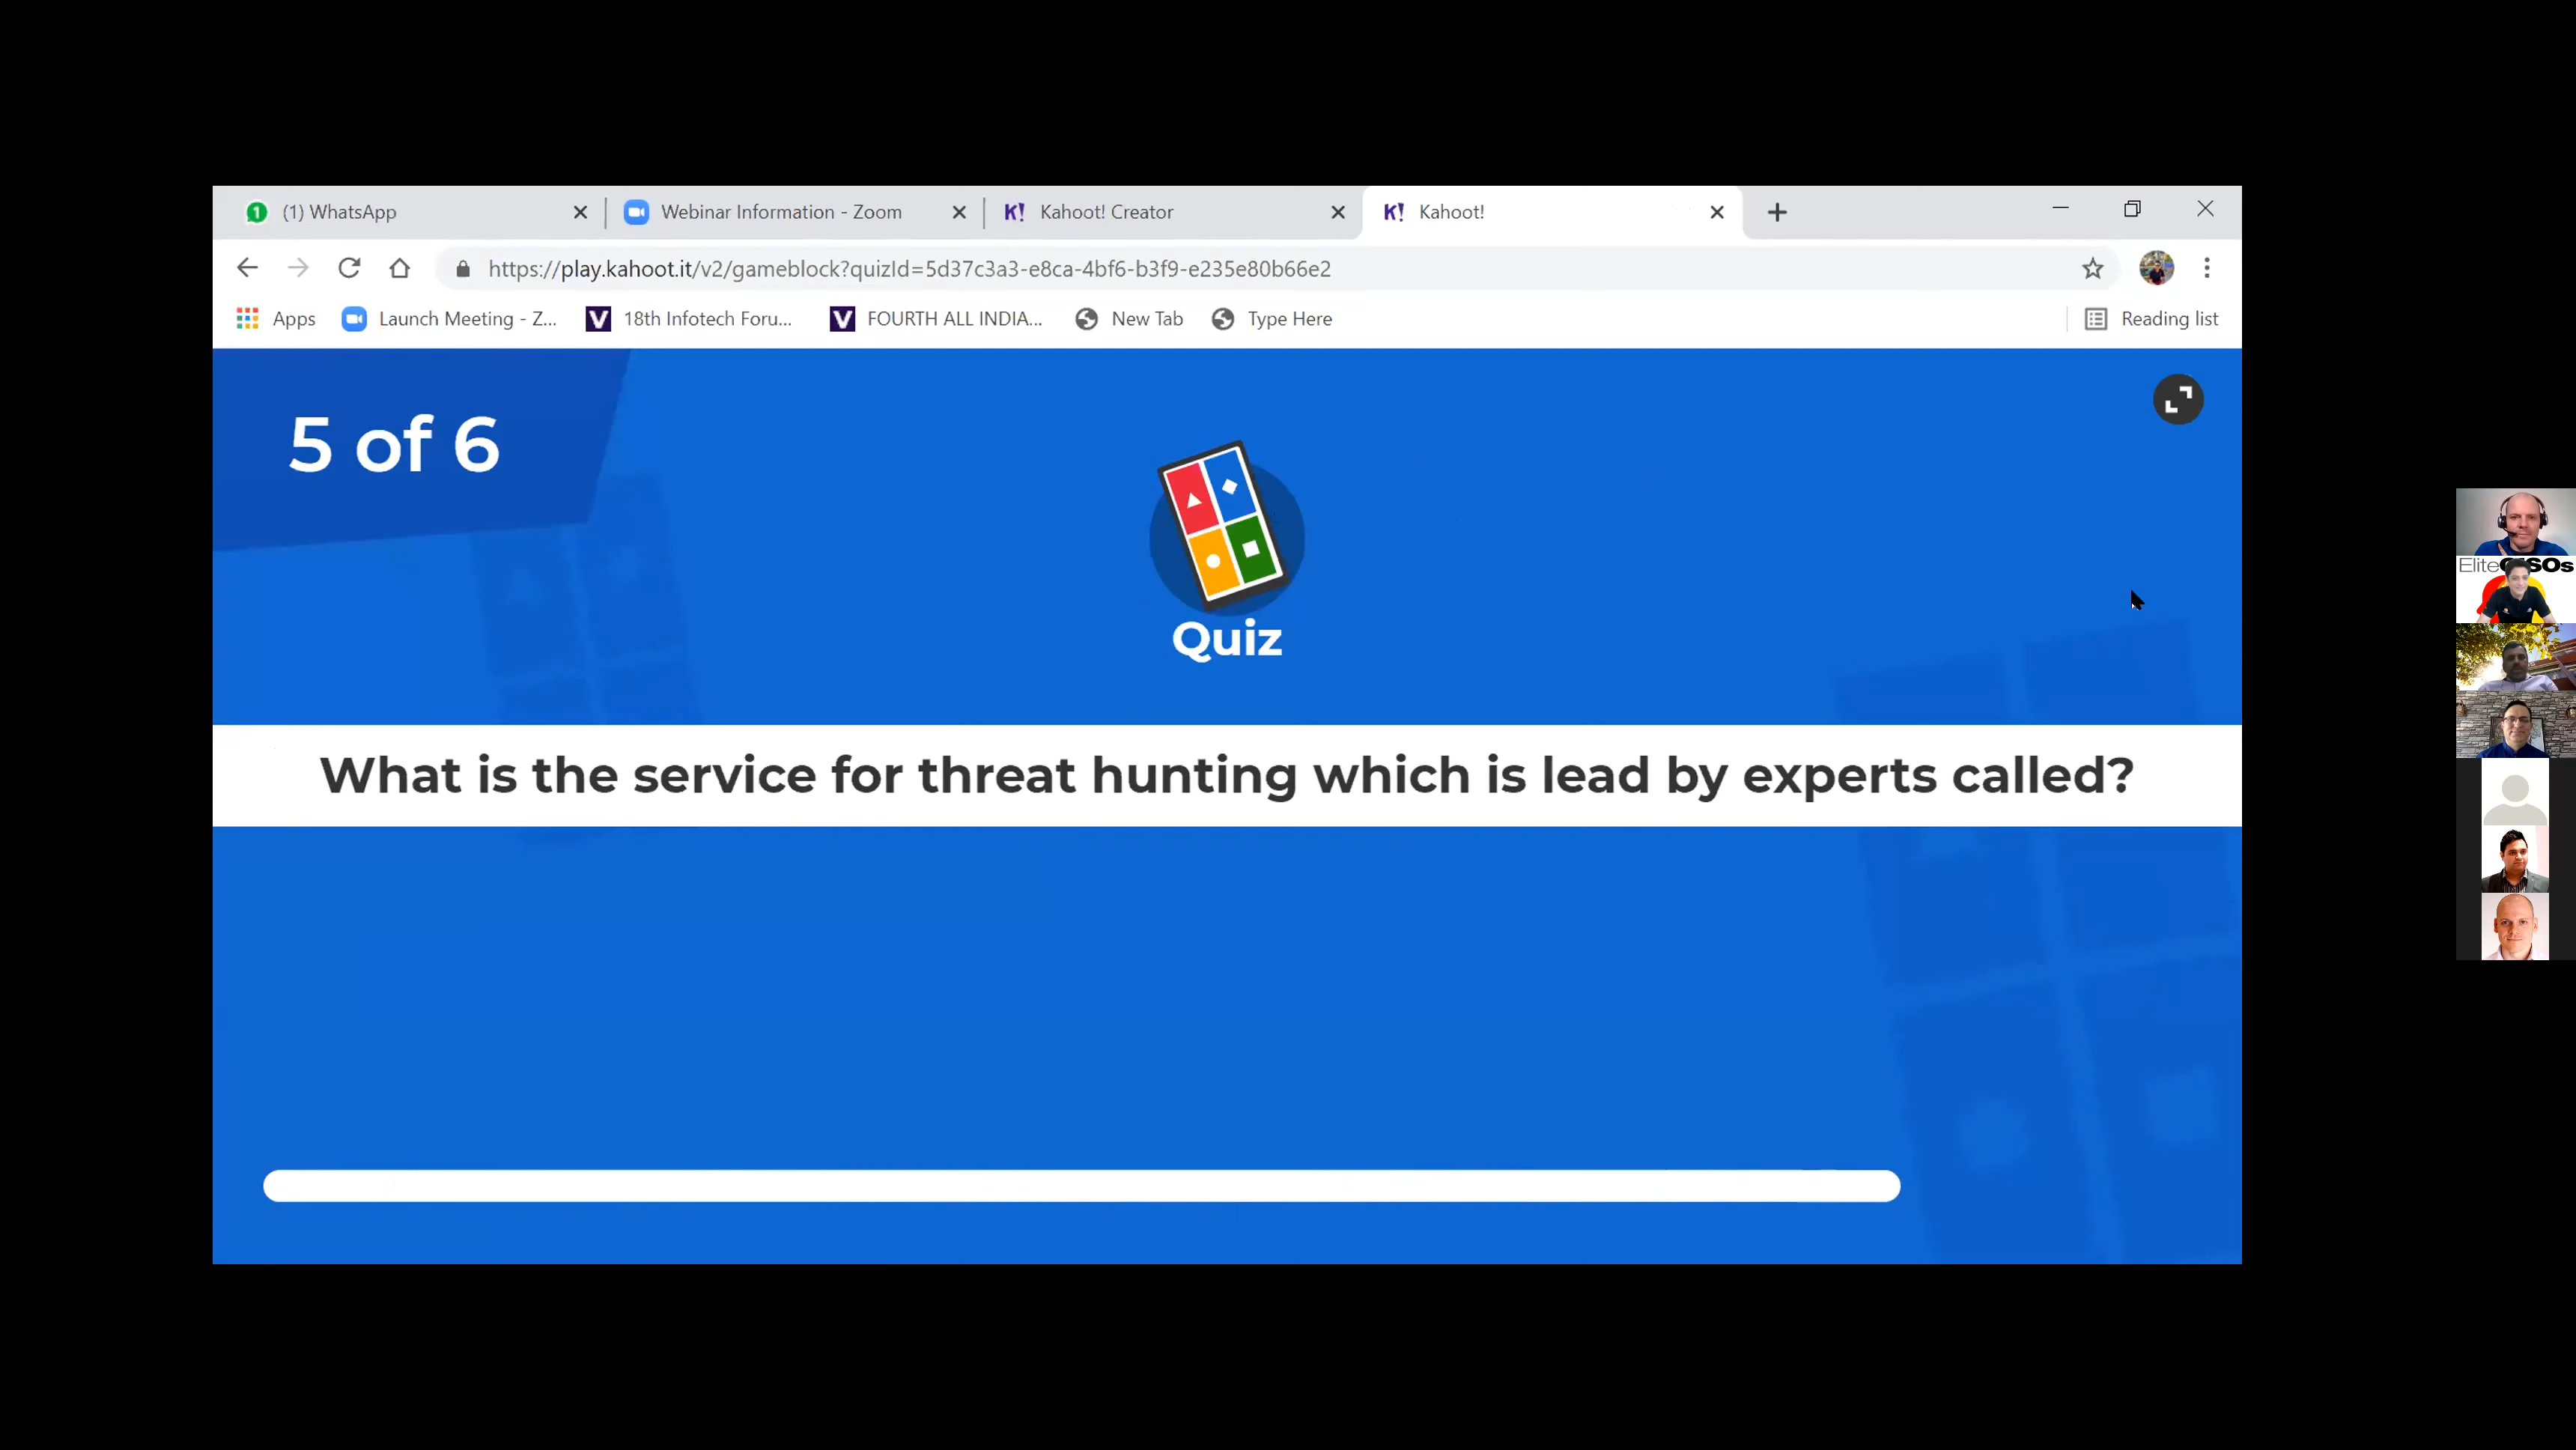 1 (1) WhatsApp
Webinar Information - Zoom
K! Kahoot! Creator
K! Kahoot!
https://play.kahoot.it/v2/gameblock?quizId=5d37c3a3-e8ca-4bf6-b3f9-e235e80b66e2
Apps
Launch Meeting - Z...
V 18th Infotech Foru...
V FOURTH ALL INDIA...
New Tab
Type Here
Reading list
5 of 6
Quiz
What is the service for threat hunting which is lead by experts called?
Elite